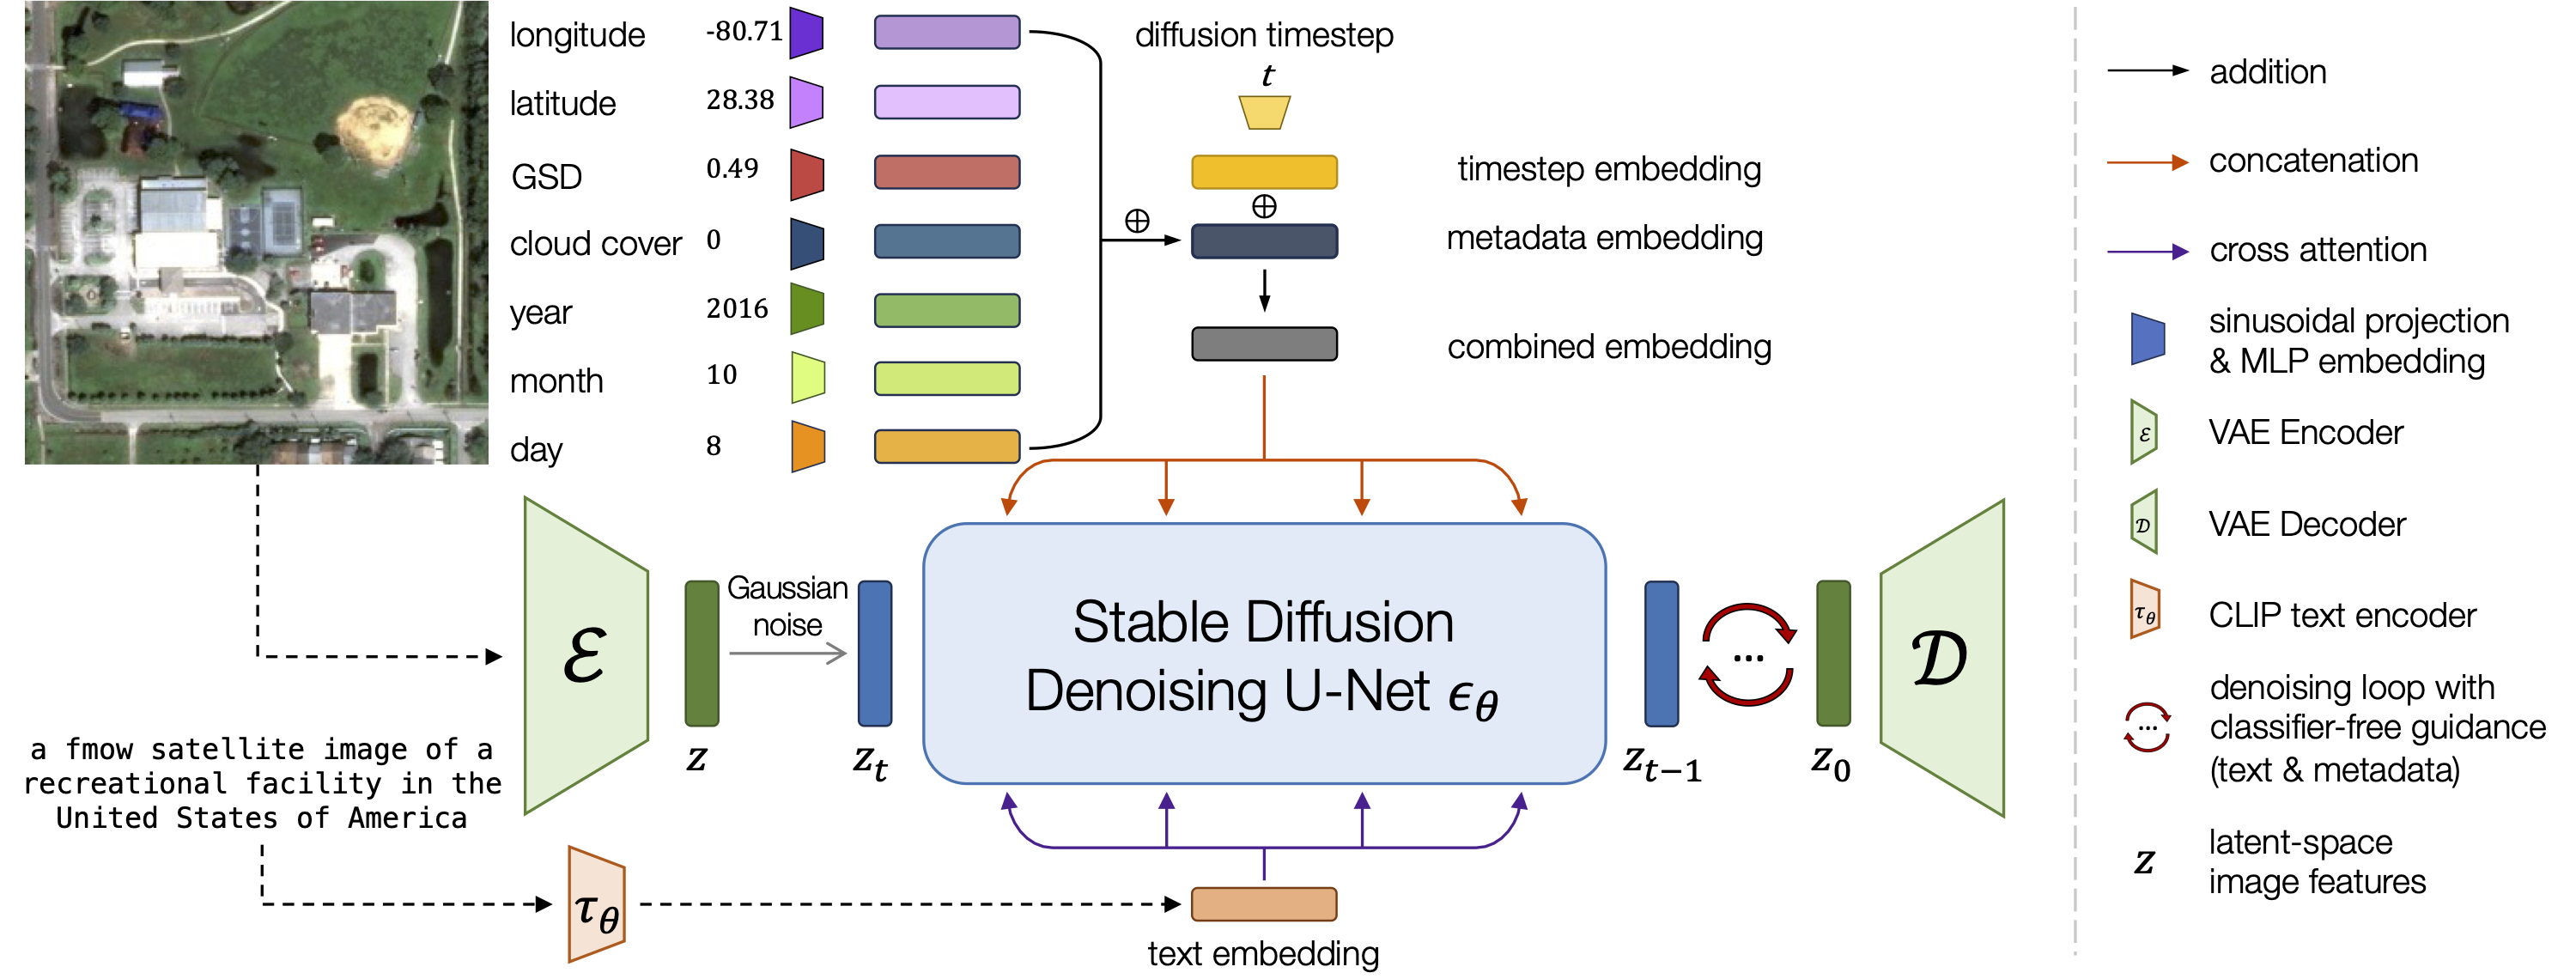 longitude -80.71
latitude 28.38
GSD 0.49
cloud cover 0
year 2016
month 10
day 8
diffusion timestep
t
timestep embedding
⊕
⊕
metadata embedding
combined embedding
a fmow satellite image of a
recreational facility in the
United States of America
ℰ
z
Gaussian
noise
z_t
Stable Diffusion
Denoising U-Net ϵ_θ
z_{t−1}
...
z_0
𝒟
τ_θ
text embedding
addition
concatenation
cross attention
sinusoidal projection
& MLP embedding
ℰ VAE Encoder
𝒟 VAE Decoder
τ_θ CLIP text encoder
denoising loop with
... classifier-free guidance
(text & metadata)
z latent-space
image features